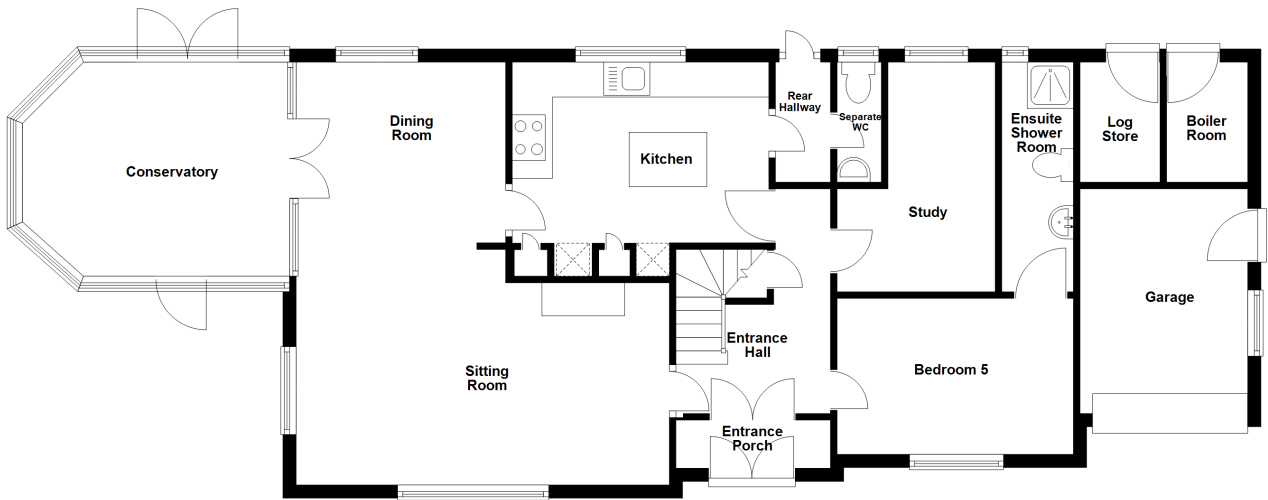 Conservatory
Dining
Room
Kitchen
Rear
Hallway
Separate
WC
Study
Ensuite
Shower
Room
Log
Store
Boiler
Room
Garage
Sitting
Room
Entrance
Hall
Bedroom 5
Entrance
Porch